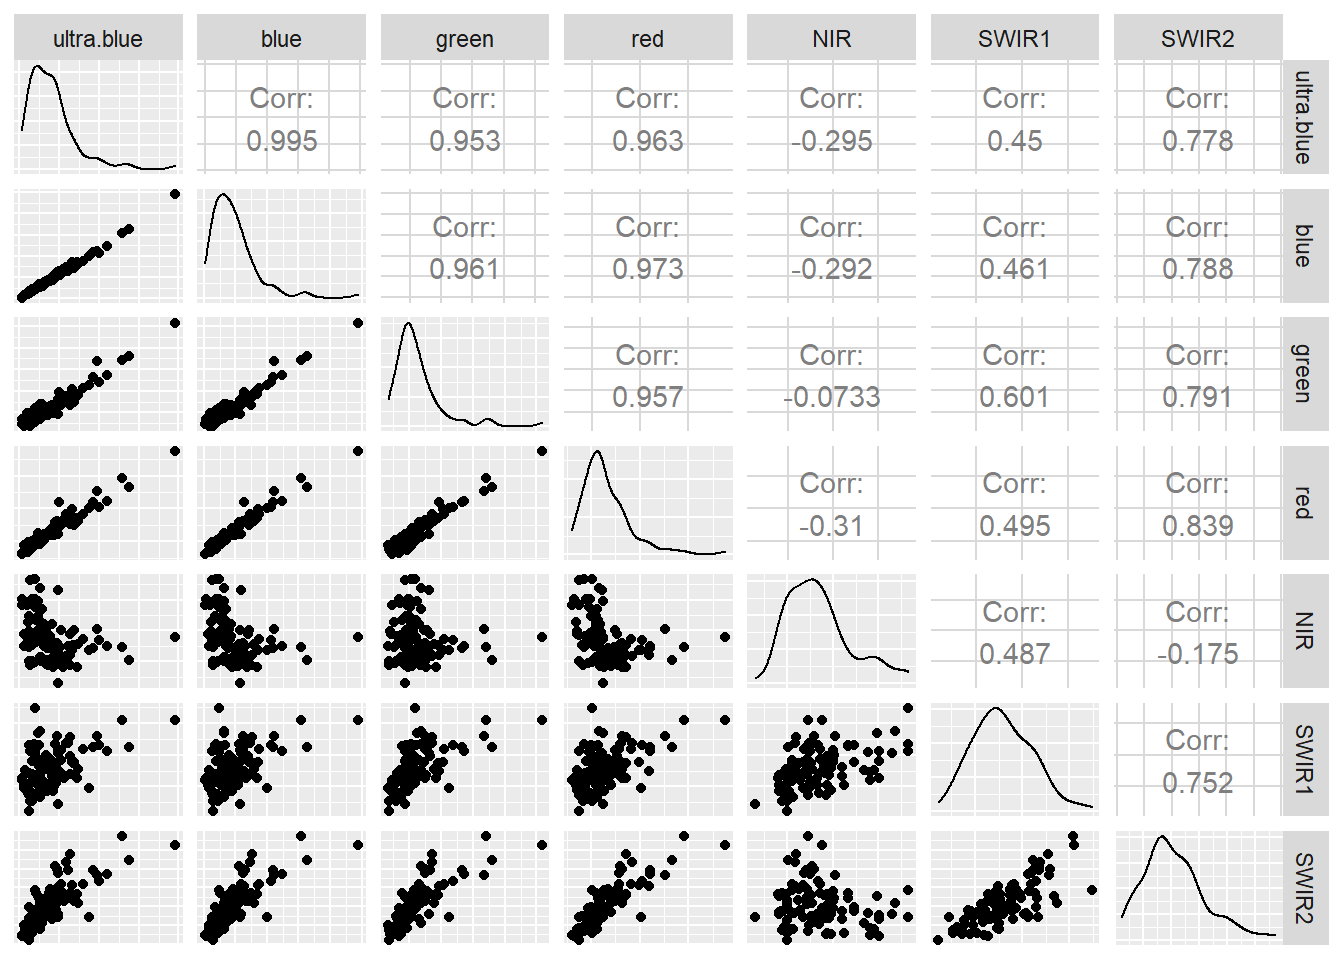 ultra.blue blue green red NIR SWIR1 SWIR2
Corr: Corr: Corr: Corr: Corr: Corr:
0.995 0.953 0.963 -0.295 0.45 0.778
ultra.blue
Corr: Corr: Corr: Corr: Corr:
0.961 0.973 -0.292 0.461 0.788
blue
Corr: Corr: Corr: Corr:
0.957 -0.0733 0.601 0.791
green
Corr: Corr: Corr:
-0.31 0.495 0.839
red
Corr: Corr:
0.487 -0.175
NIR
Corr:
0.752
SWIR1
SWIR2